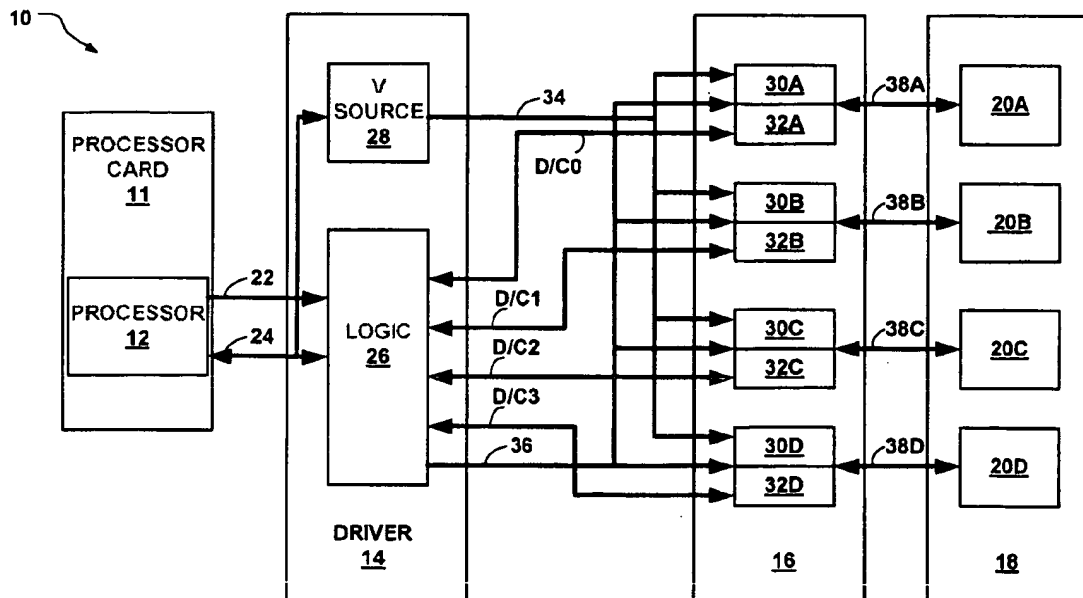 10
PROCESSOR
CARD
11
PROCESSOR
12
22
24
V
SOURCE
28
LOGIC
26
DRIVER
14
34
D/C0
D/C1
D/C2
D/C3
36
30A
32A
30B
32B
30C
32C
30D
32D
16
38A
38B
38C
38D
20A
20B
20C
20D
18